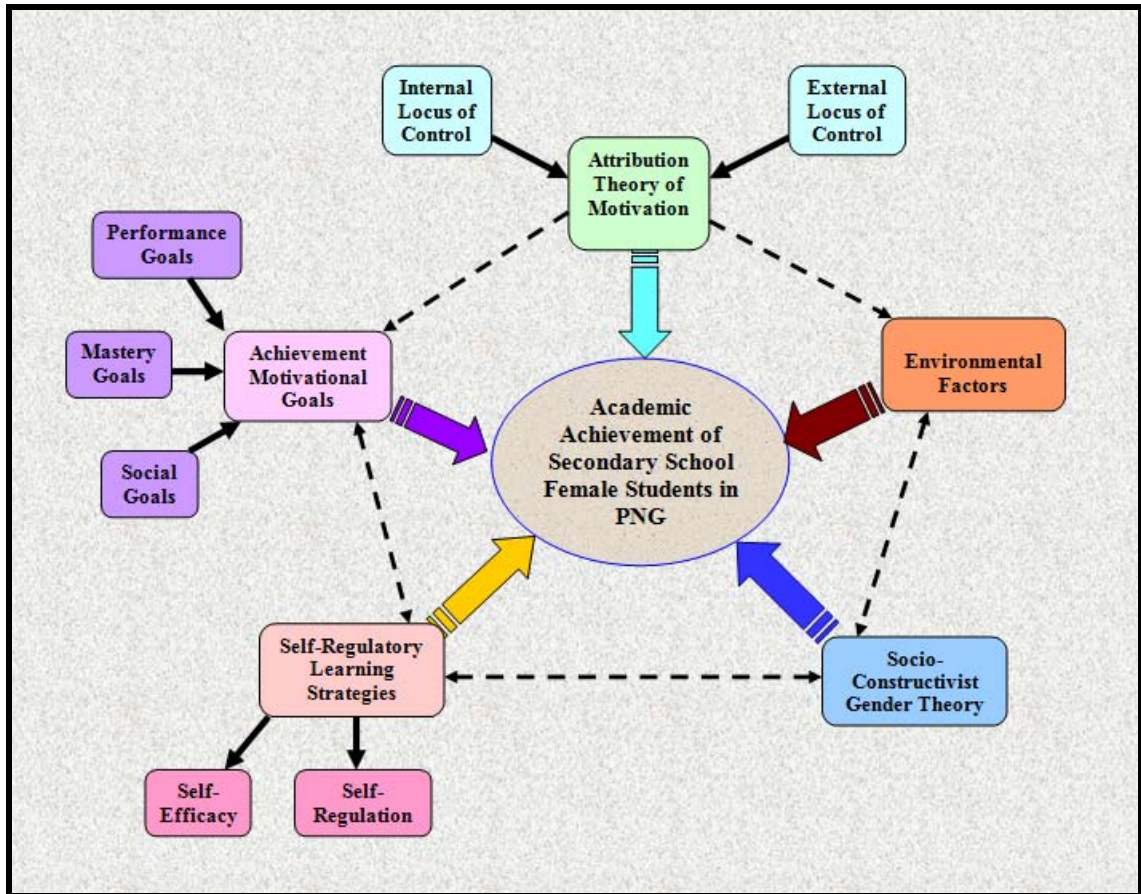 Internal
Locus of
Control
External
Locus of
Control
Attribution
Theory of
Motivation
Performance
Goals
Mastery
Goals
Achievement
Motivational
Goals
Social
Goals
Environmental
Factors
Academic
Achievement of
Secondary School
Female Students in
PNG
Self-Regulatory
Learning
Strategies
Socio-
Constructivist
Gender Theory
Self-
Efficacy
Self-
Regulation